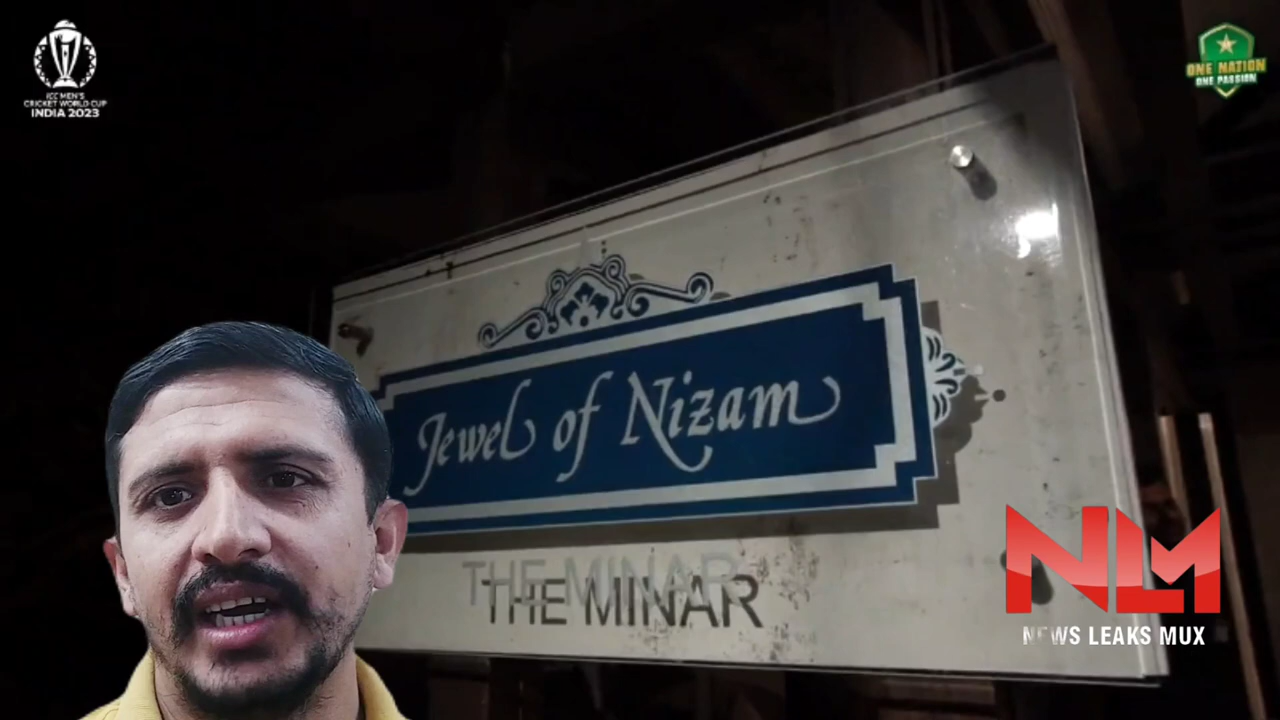 ICC MEN'S
CRICKET WORLD CUP
INDIA 2023
ONE NATION
ONE PASSION
Jewel of Nizam
THE MINAR
NLM
NEWS LEAKS MUX